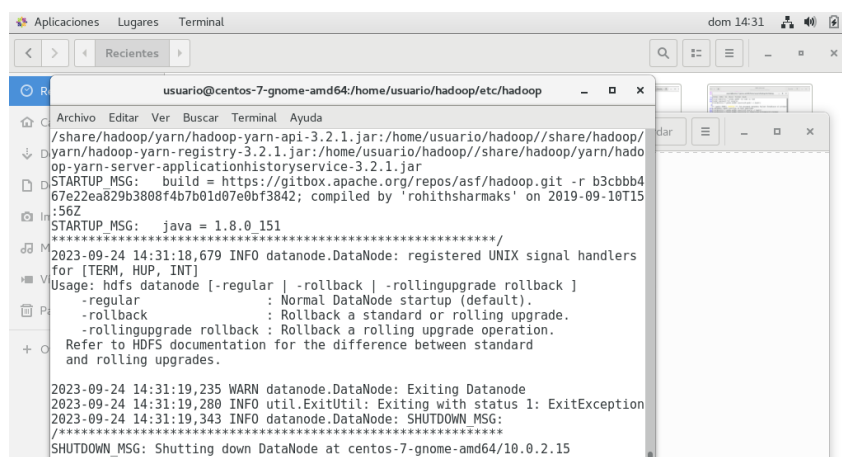 Aplicaciones Lugares Terminal dom 14:31
Recientes
usuario@centos-7-gnome-amd64:/home/usuario/hadoop/etc/hadoop
Archivo Editar Ver Buscar Terminal Ayuda
dar
/share/hadoop/yarn/hadoop-yarn-api-3.2.1.jar:/home/usuario/hadoop//share/hadoop/
yarn/hadoop-yarn-registry-3.2.1.jar:/home/usuario/hadoop//share/hadoop/yarn/hado
op-yarn-server-applicationhistoryservice-3.2.1.jar
STARTUP_MSG:   build = https://gitbox.apache.org/repos/asf/hadoop.git -r b3cbbb4
67e22ea829b3808f4b7b01d07e0bf3842; compiled by 'rohithsharmaks' on 2019-09-10T15
:56Z
STARTUP_MSG:   java = 1.8.0_151
************************************************************/
2023-09-24 14:31:18,679 INFO datanode.DataNode: registered UNIX signal handlers
for [TERM, HUP, INT]
Usage: hdfs datanode [-regular | -rollback | -rollingupgrade rollback ]
    -regular                 : Normal DataNode startup (default).
    -rollback                : Rollback a standard or rolling upgrade.
    -rollingupgrade rollback : Rollback a rolling upgrade operation.
  Refer to HDFS documentation for the difference between standard
  and rolling upgrades.
2023-09-24 14:31:19,235 WARN datanode.DataNode: Exiting Datanode
2023-09-24 14:31:19,280 INFO util.ExitUtil: Exiting with status 1: ExitException
2023-09-24 14:31:19,343 INFO datanode.DataNode: SHUTDOWN_MSG:
/************************************************************
SHUTDOWN_MSG: Shutting down DataNode at centos-7-gnome-amd64/10.0.2.15